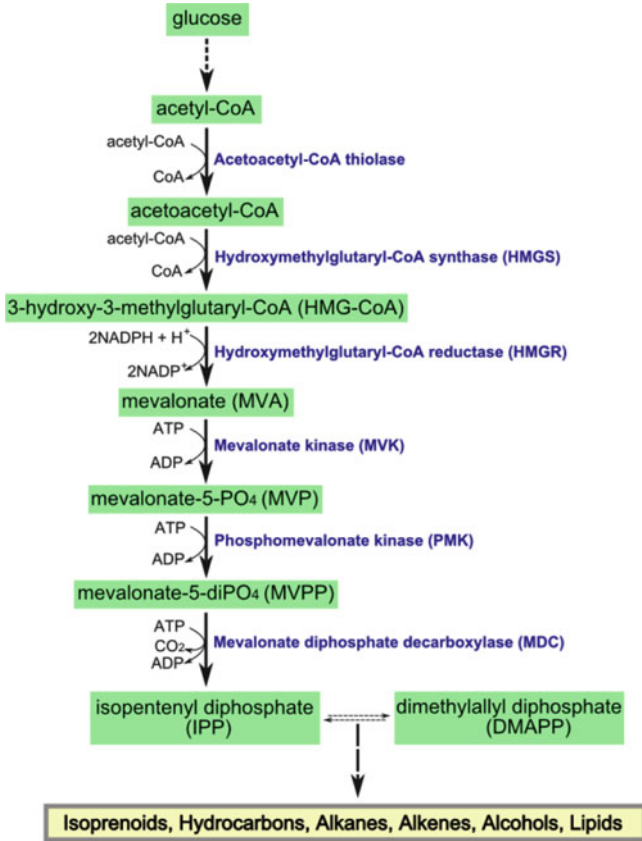 glucose
acetyl-CoA
acetyl-CoA
CoA
Acetoacetyl-CoA thiolase
acetoacetyl-CoA
acetyl-CoA
CoA
Hydroxymethylglutaryl-CoA synthase (HMGS)
3-hydroxy-3-methylglutaryl-CoA (HMG-CoA)
2NADPH + H⁺
2NADP⁺
Hydroxymethylglutaryl-CoA reductase (HMGR)
mevalonate (MVA)
ATP
ADP
Mevalonate kinase (MVK)
mevalonate-5-PO₄ (MVP)
ATP
ADP
Phosphomevalonate kinase (PMK)
mevalonate-5-diPO₄ (MVPP)
ATP
CO₂
ADP
Mevalonate diphosphate decarboxylase (MDC)
isopentenyl diphosphate
(IPP)
dimethylallyl diphosphate
(DMAPP)
Isoprenoids, Hydrocarbons, Alkanes, Alkenes, Alcohols, Lipids